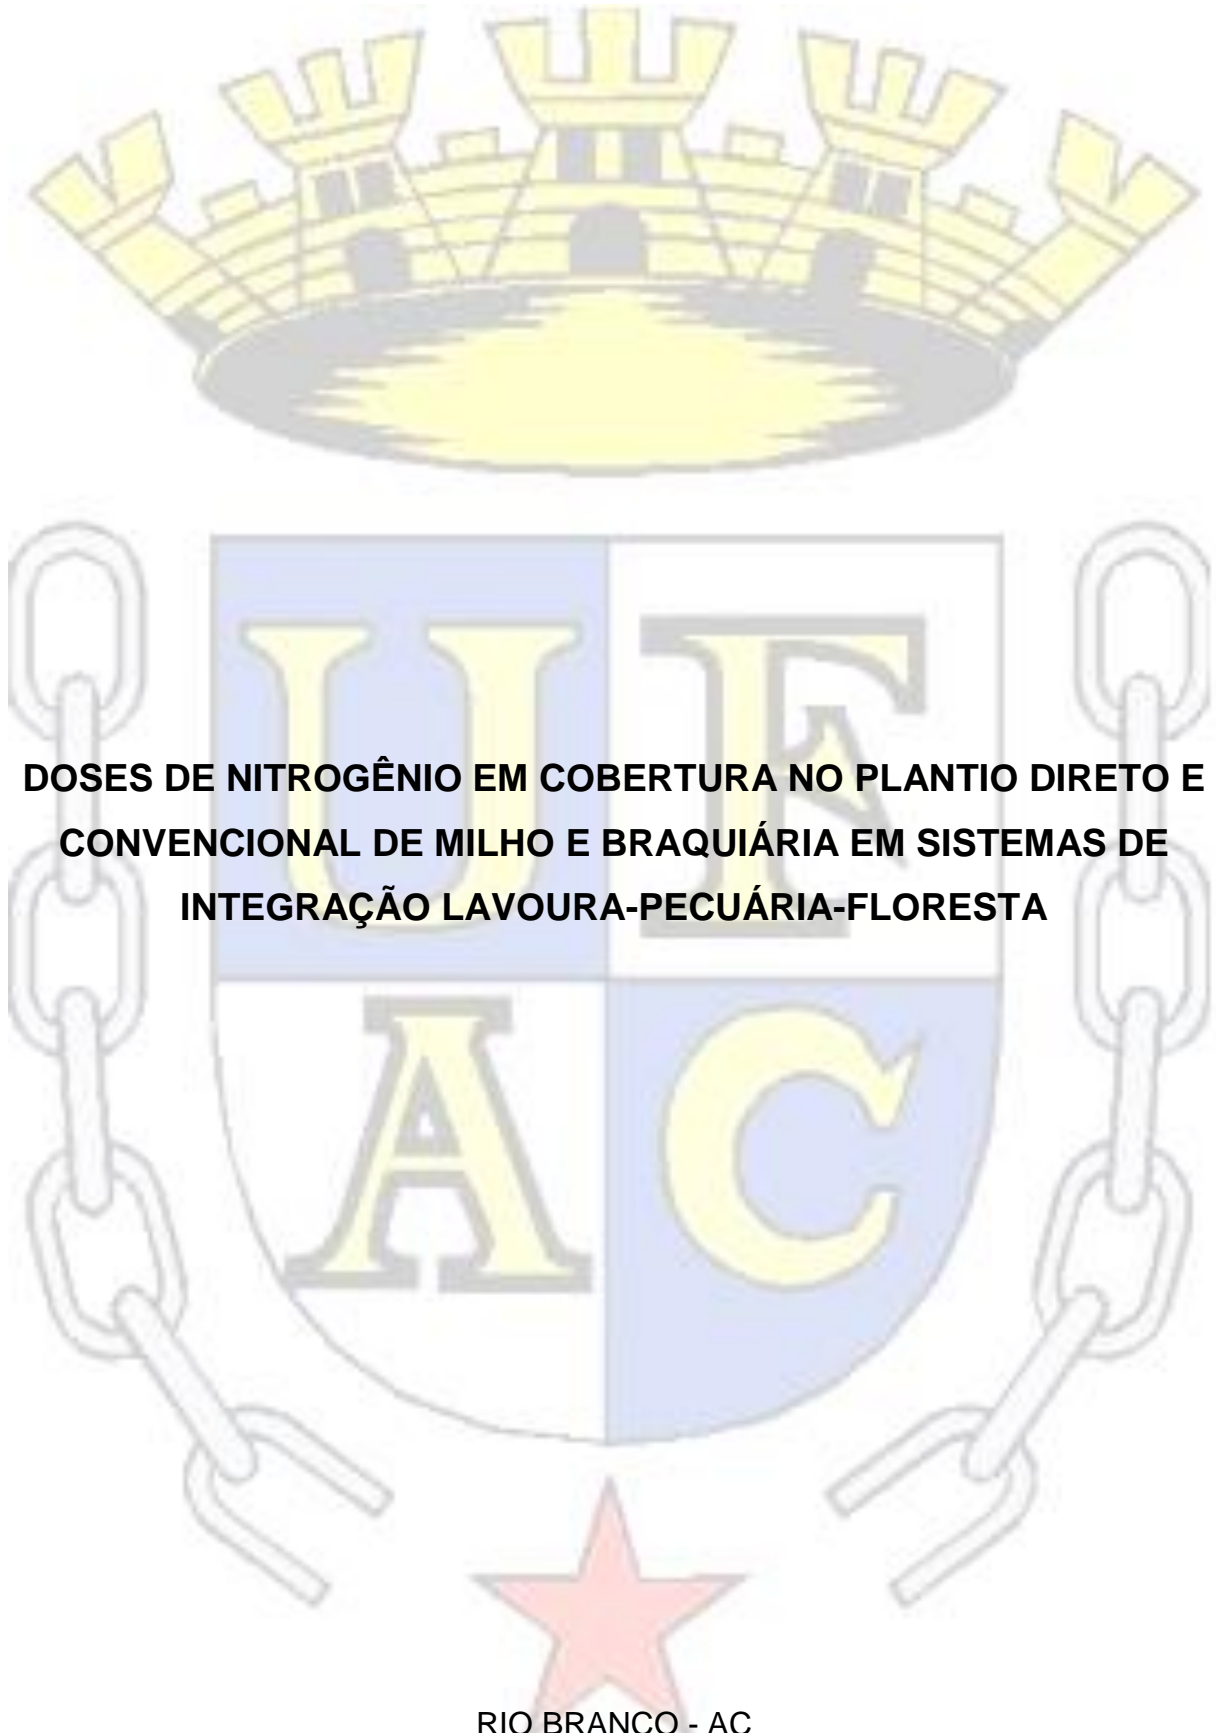 DOSES DE NITROGÊNIO EM COBERTURA NO PLANTIO DIRETO E
CONVENCIONAL DE MILHO E BRAQUIÁRIA EM SISTEMAS DE
INTEGRAÇÃO LAVOURA-PECUÁRIA-FLORESTA
U F
A C
RIO BRANCO - AC